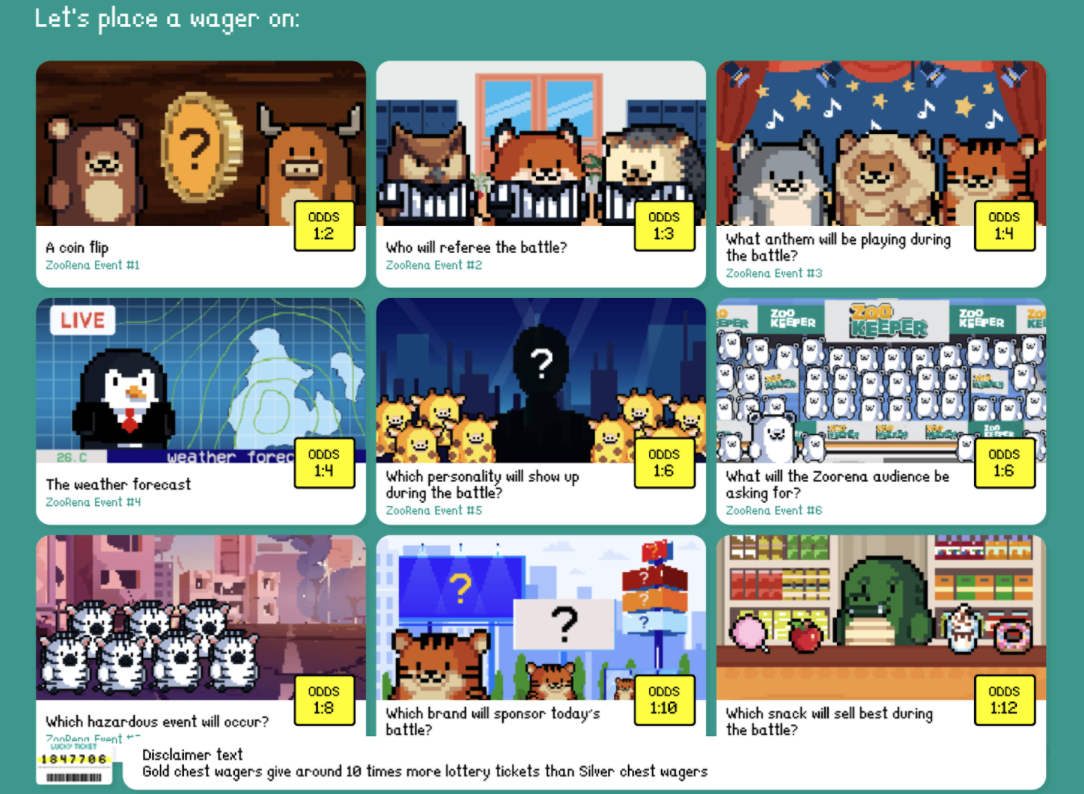 Let's place a wager on:
?
ODDS
1:2
A coin flip
ZooRena Event #1
ODDS
1:3
Who will referee the battle?
ZooRena Event #2
ODDS
1:4
What anthem will be playing during
the battle?
ZooRena Event #3
LIVE
26.C
weather forec
ODDS
1:4
The weather forecast
ZooRena Event #4
?
ODDS
1:6
Which personality will show up
during the battle?
ZooRena Event #5
ZOO
KEEPER
ZOO
KEEPER
ZOO
KEEPER
ODDS
1:6
What will the Zoorena audience be
asking for?
ZooRena Event #6
ODDS
1:8
Which hazardous event will occur?
ZooRena Event
?
?
?
?
?
?
ODDS
1:10
Which brand will sponsor today's
battle?
ODDS
1:12
Which snack will sell best during
the battle?
LUCKY TICKET
1847706
Disclaimer text
Gold chest wagers give around 10 times more lottery tickets than Silver chest wagers